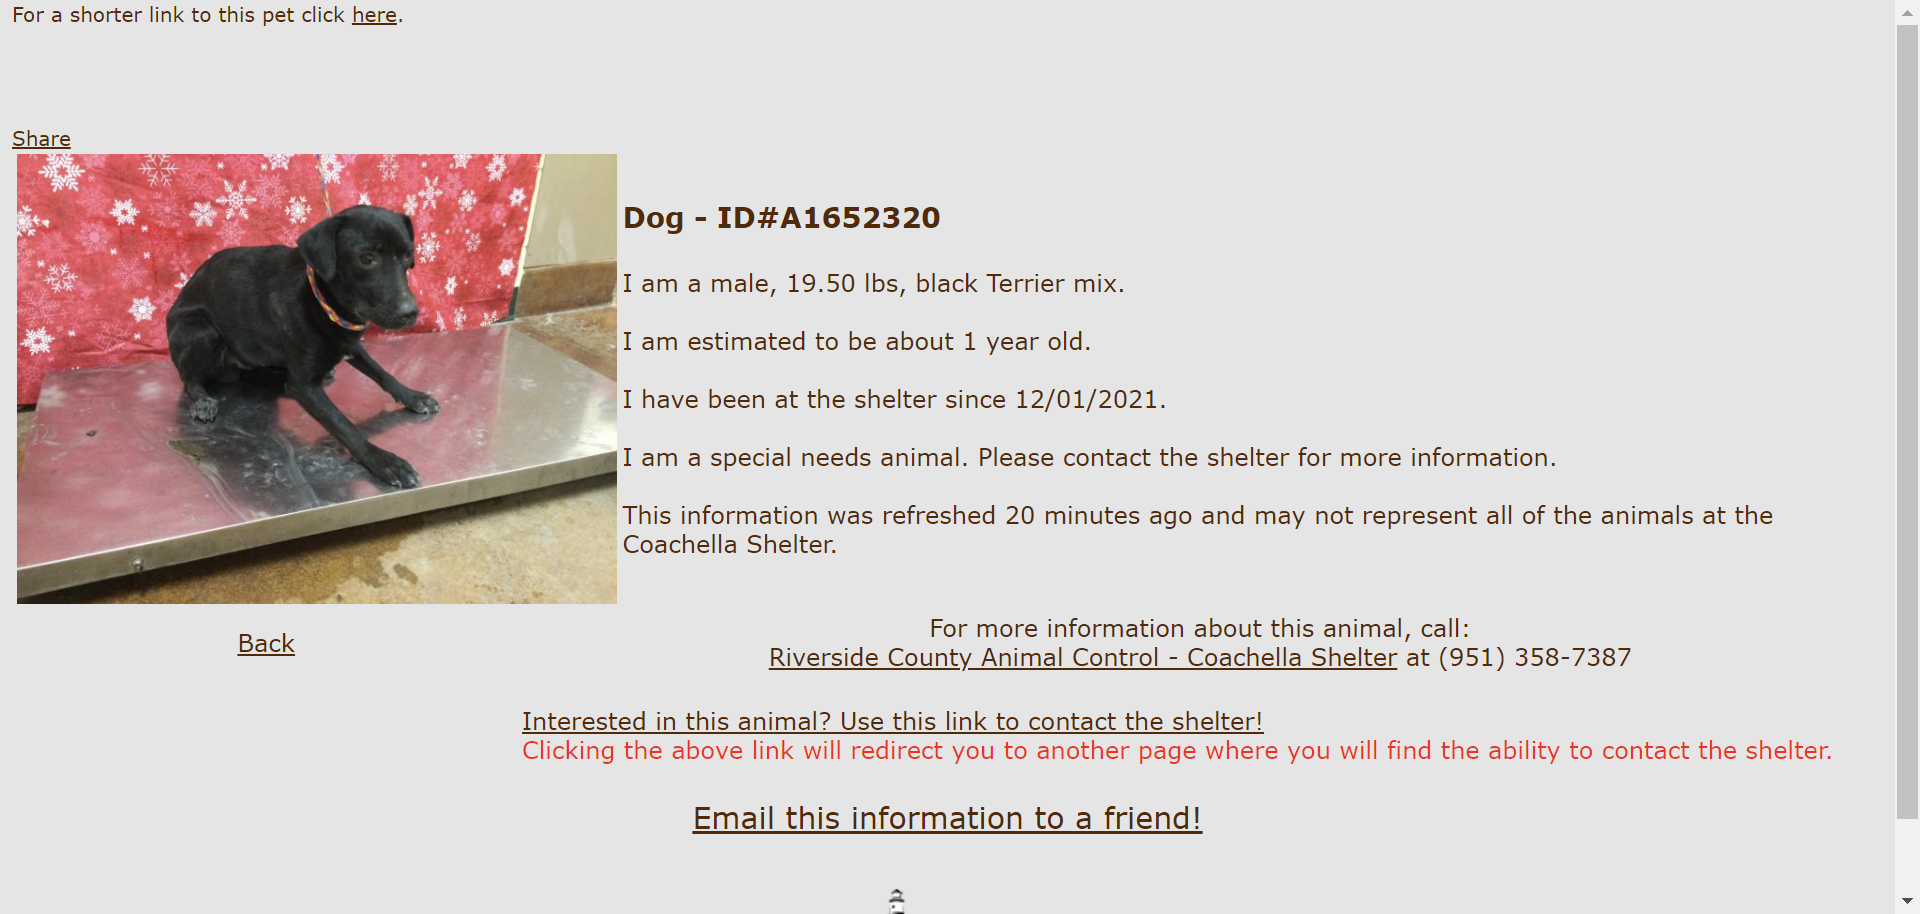 For a shorter link to this pet click here.
Share
Dog - ID#A1652320
I am a male, 19.50 lbs, black Terrier mix.
I am estimated to be about 1 year old.
I have been at the shelter since 12/01/2021.
I am a special needs animal. Please contact the shelter for more information.
This information was refreshed 20 minutes ago and may not represent all of the animals at the
Coachella Shelter.
Back
For more information about this animal, call:
Riverside County Animal Control - Coachella Shelter at (951) 358-7387
Interested in this animal? Use this link to contact the shelter!
Clicking the above link will redirect you to another page where you will find the ability to contact the shelter.
Email this information to a friend!